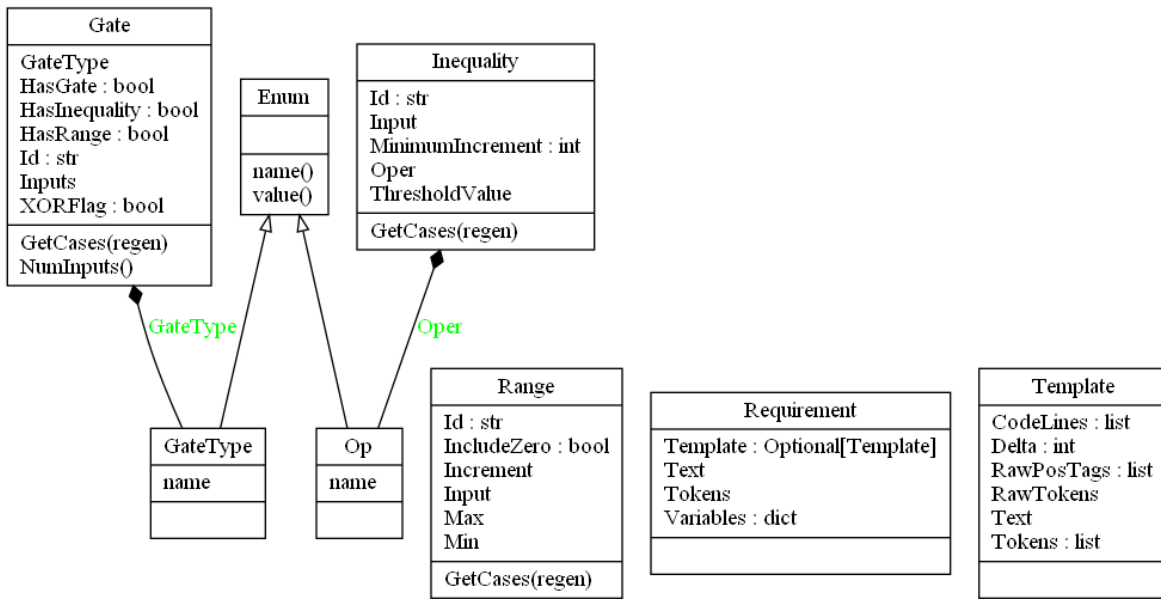 Gate
GateType
HasGate : bool
HasInequality : bool
HasRange : bool
Id : str
Inputs
XORFlag : bool
GetCases(regen)
NumInputs()
Enum
name()
value()
Inequality
Id : str
Input
MinimumIncrement : int
Oper
ThresholdValue
GetCases(regen)
GateType
Oper
GateType
name
Op
name
Range
Id : str
IncludeZero : bool
Increment
Input
Max
Min
GetCases(regen)
Requirement
Template : Optional[Template]
Text
Tokens
Variables : dict
Template
CodeLines : list
Delta : int
RawPosTags : list
RawTokens
Text
Tokens : list